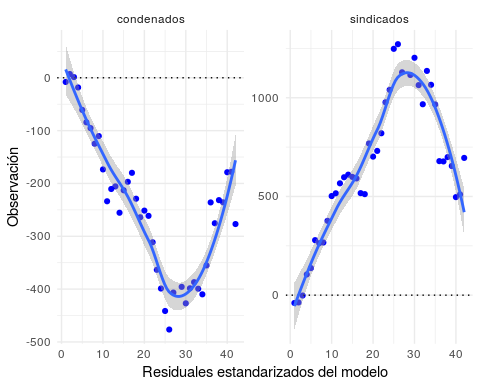 condenados
sindicados
Observación
0
-100
-200
-300
-400
-500
1000
500
0
0 10 20 30 40
0 10 20 30 40
Residuales estandarizados del modelo